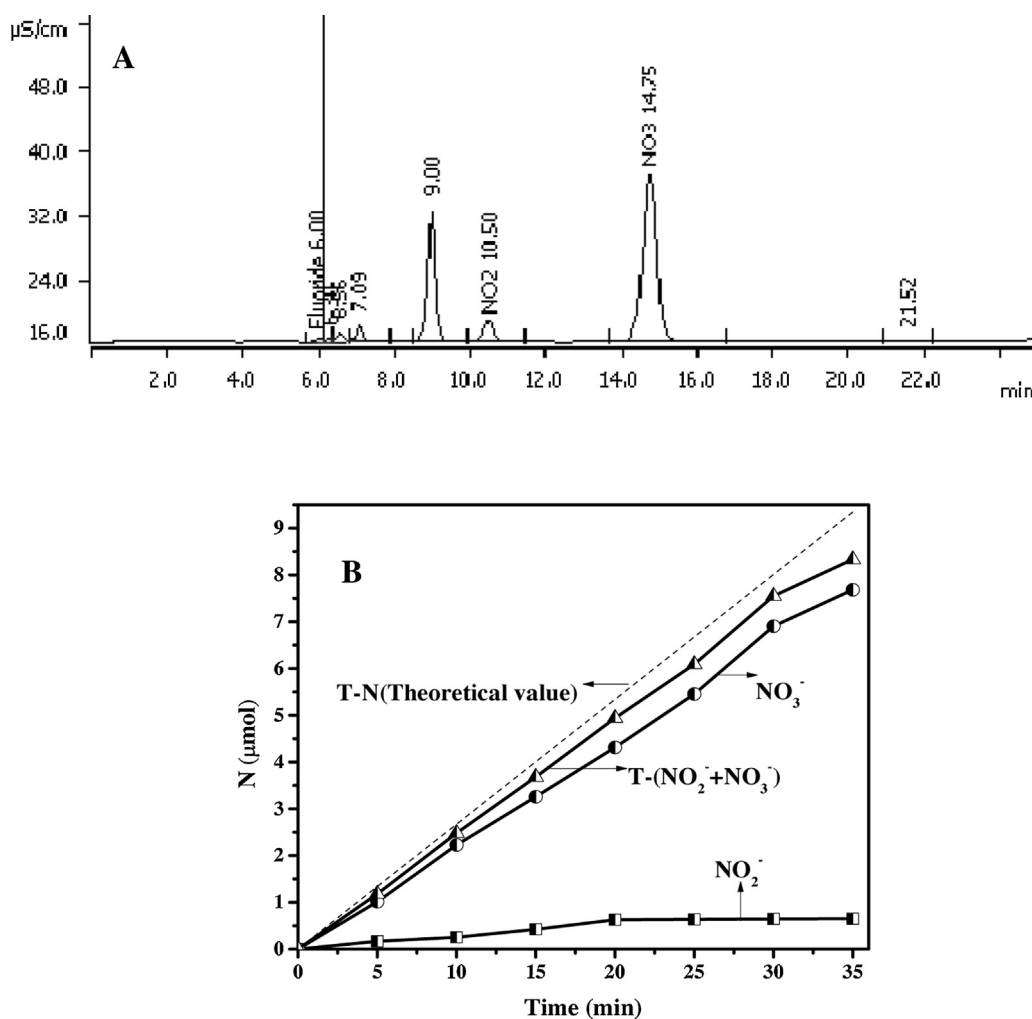 µS/cm
A
48.0
40.0
32.0
24.0
16.0
Fluoride 6.00
7.09
9.00
NO2 10.50
NO3 14.75
21.52
2.0 4.0 6.0 8.0 10.0 12.0 14.0 16.0 18.0 20.0 22.0
min
B
N (µmol)
9
8
7
6
5
4
3
2
1
0
T-N(Theoretical value)
NO3-
T-(NO2-+NO3-)
NO2-
0 5 10 15 20 25 30 35
Time (min)